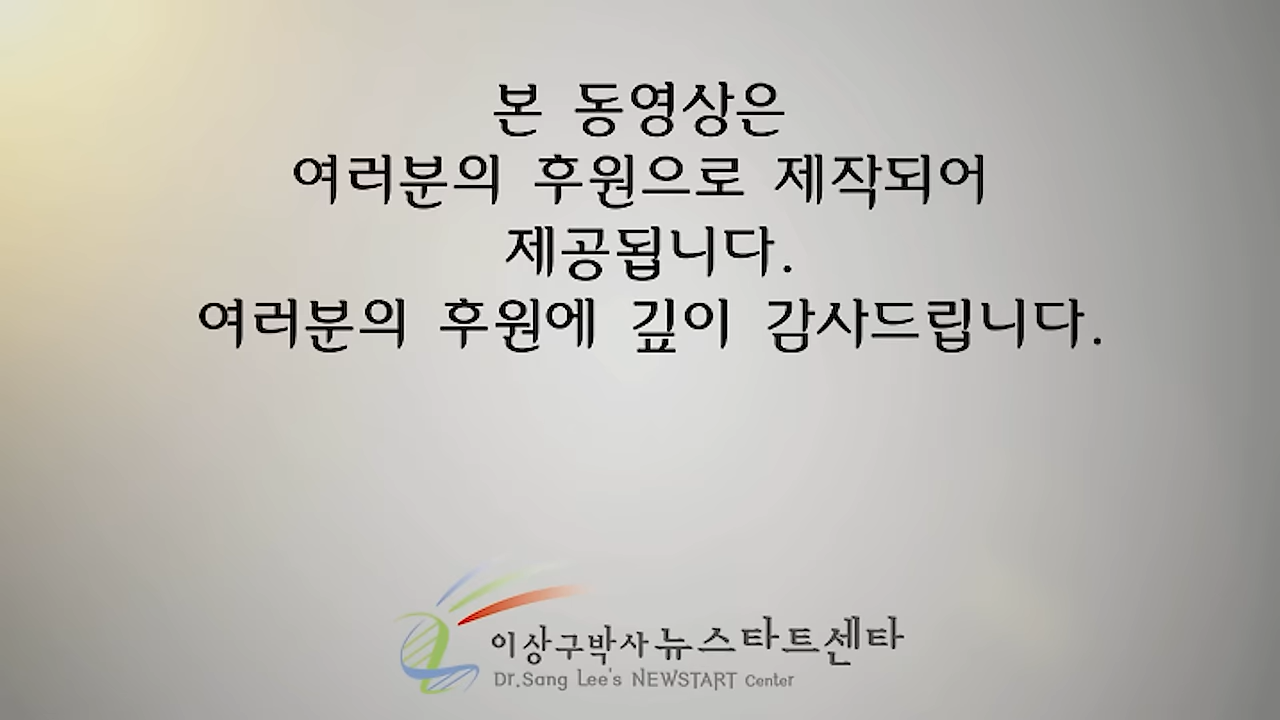 본 동영상은
여러분의 후원으로 제작되어
제공됩니다.
여러분의 후원에 깊이 감사드립니다.
이상구박사뉴스타트센타
Dr.Sang Lee's NEWSTART Center